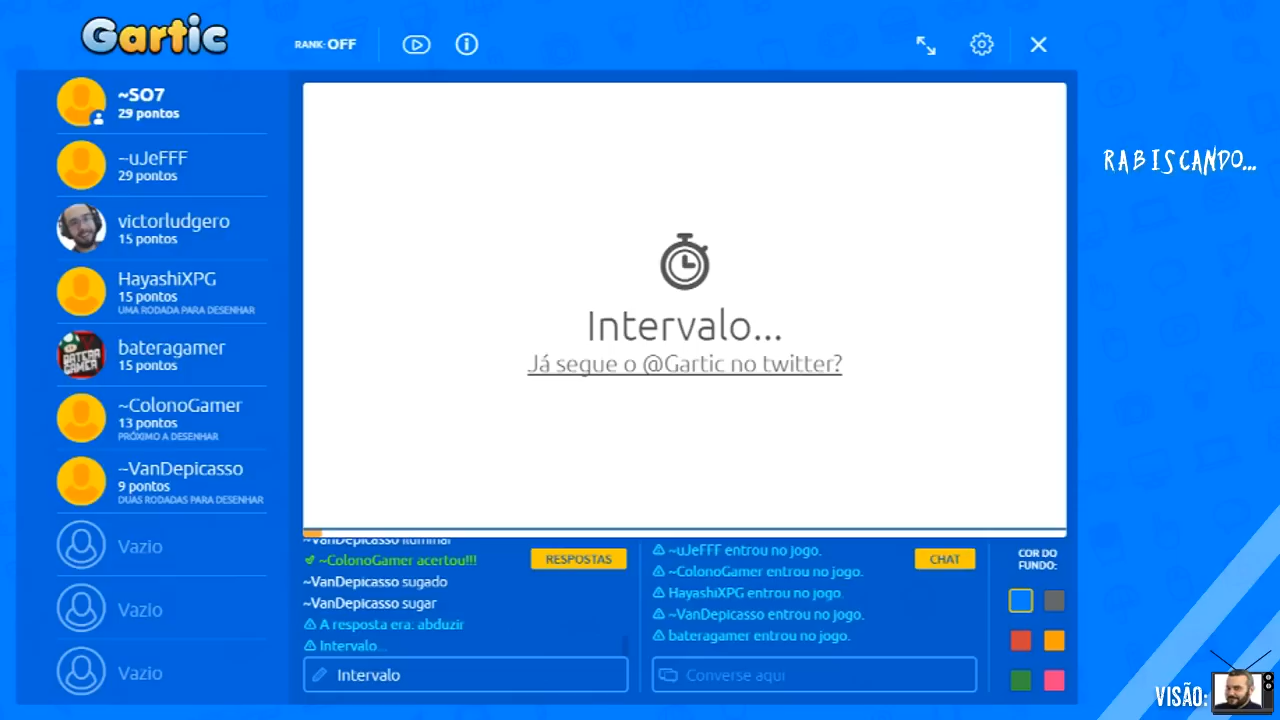 Gartic
RANK: OFF
~SO7
29 pontos
~uJeFFF
29 pontos
victorludgero
15 pontos
HayashiXPG
15 pontos
UMA RODADA PARA DESENHAR
bateragamer
15 pontos
~ColonoGamer
13 pontos
PRÓXIMO A DESENHAR
~VanDepicasso
9 pontos
DUAS RODADAS PARA DESENHAR
Vazio
Vazio
Vazio
Intervalo...
Já segue o @Gartic no twitter?
~VanDepicasso iluminar
~ColonoGamer acertou!!!
~VanDepicasso sugado
~VanDepicasso sugar
A resposta era: abduzir
Intervalo...
RESPOSTAS
Intervalo
~uJeFFF entrou no jogo.
~ColonoGamer entrou no jogo.
HayashiXPG entrou no jogo.
~VanDepicasso entrou no jogo.
bateragamer entrou no jogo.
CHAT
Converse aqui
COR DO
FUNDO:
RABISCANDO...
VISÃO: